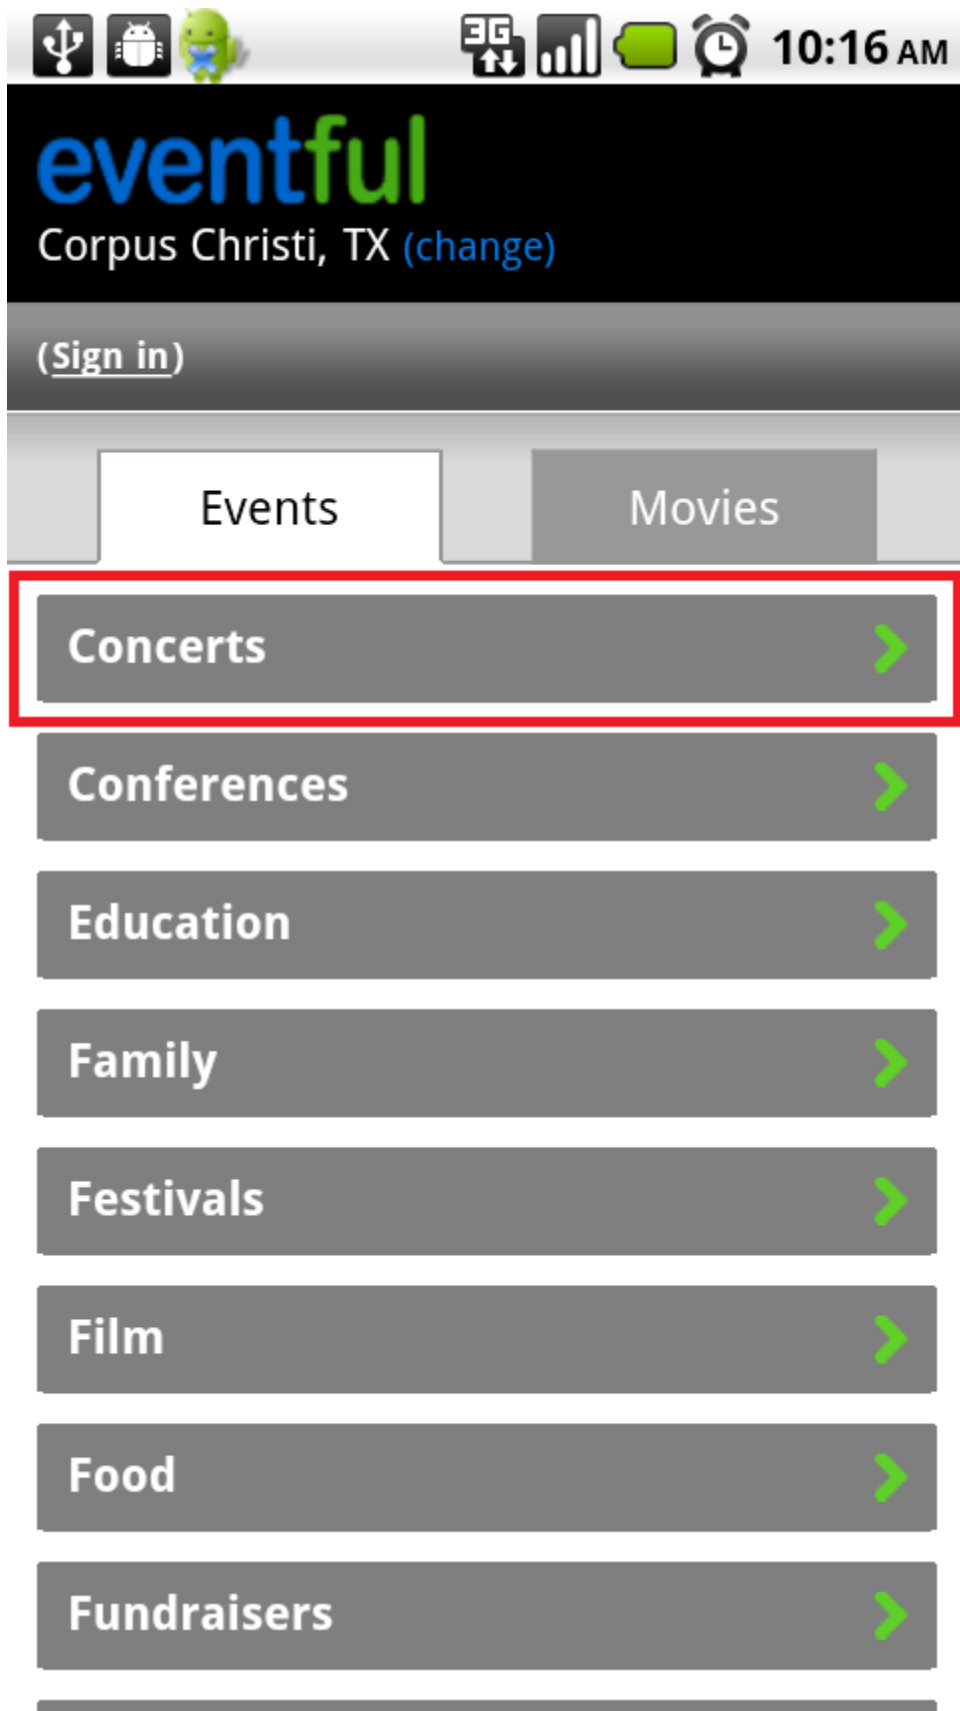 3G 10:16 AM
eventful
Corpus Christi, TX (change)
(Sign in)
Events Movies
Concerts
Conferences
Education
Family
Festivals
Film
Food
Fundraisers